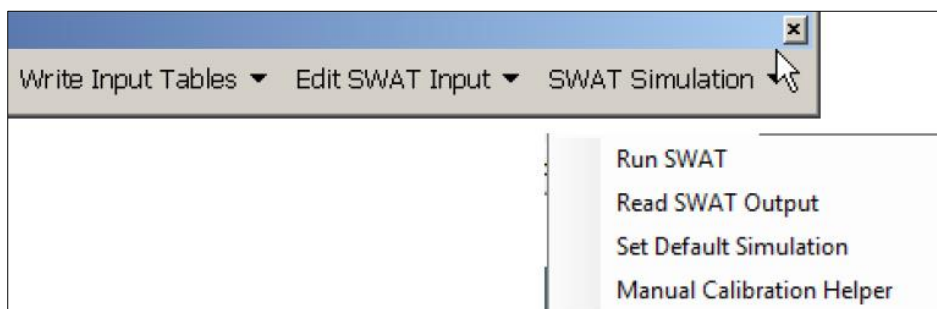 Write Input Tables Edit SWAT Input SWAT Simulation
Run SWAT
Read SWAT Output
Set Default Simulation
Manual Calibration Helper